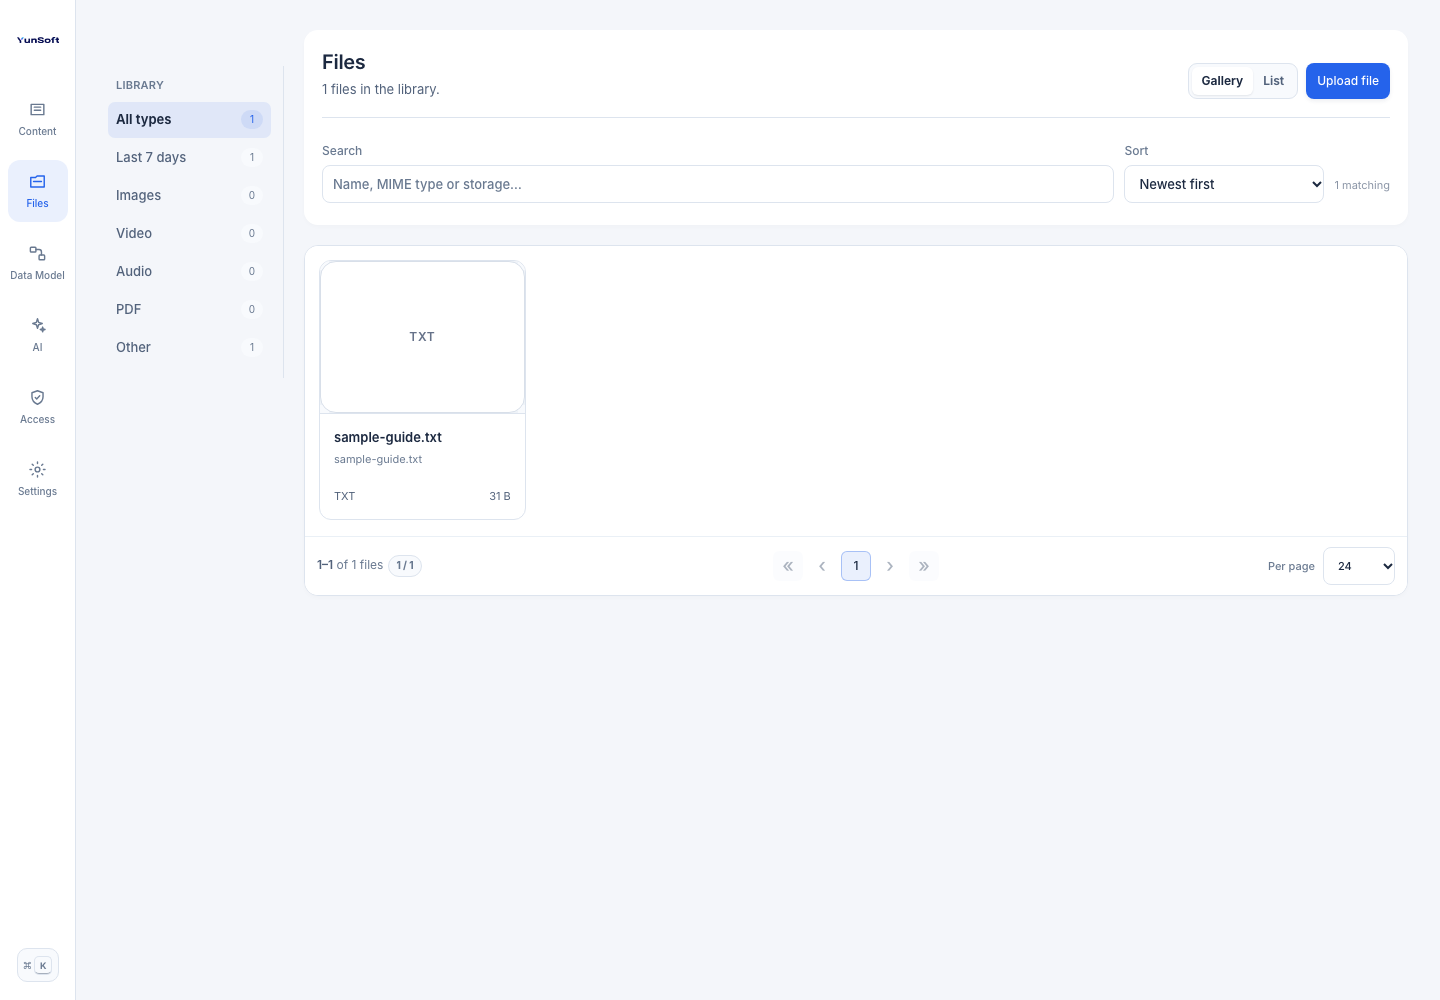 YunSoft
Content
Files
Data Model
AI
Access
Settings
⌘ K
LIBRARY
All types 1
Last 7 days 1
Images 0
Video 0
Audio 0
PDF 0
Other 1
Files
1 files in the library.
Gallery List Upload file
Search
Name, MIME type or storage...
Sort
Newest first
1 matching
TXT
sample-guide.txt
sample-guide.txt
TXT 31 B
1–1 of 1 files 1 / 1
« ‹ 1 › »
Per page 24